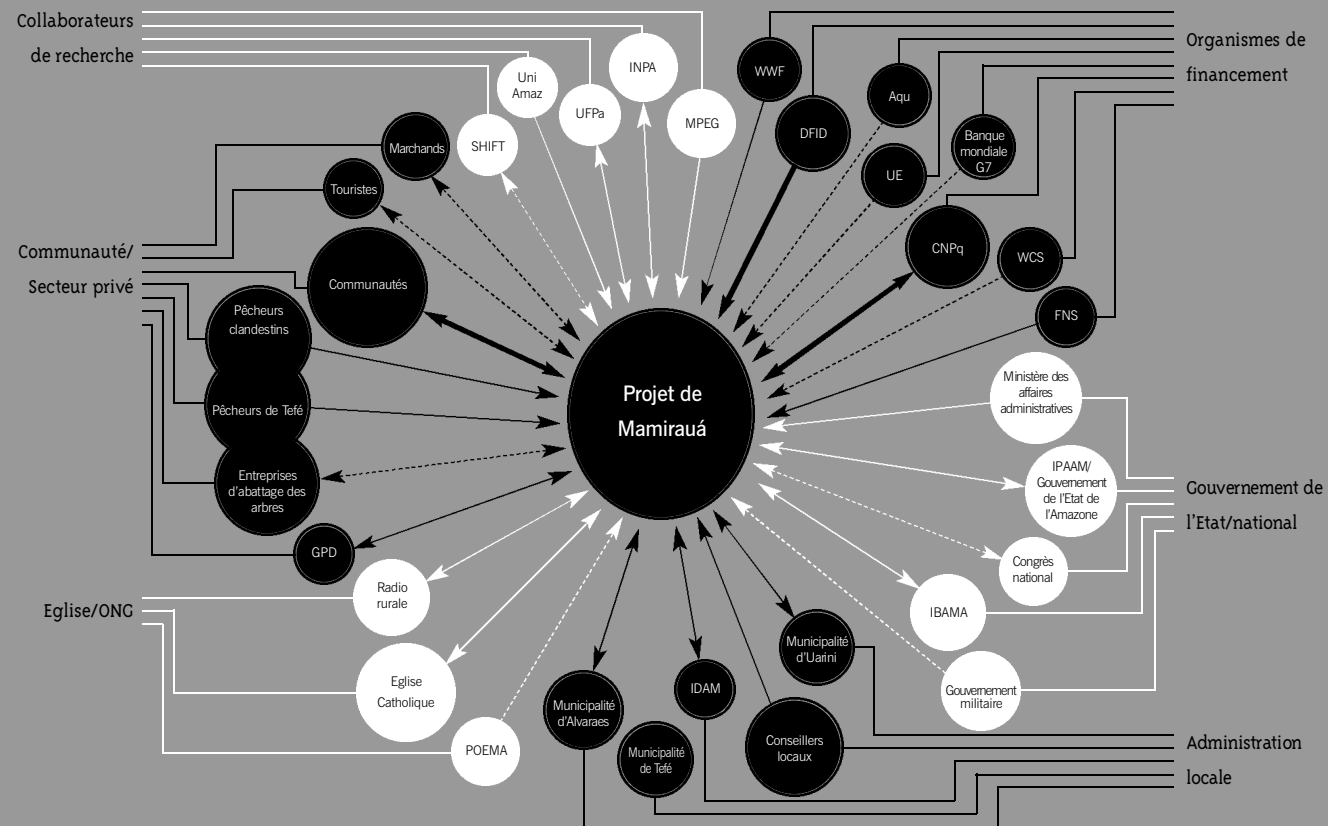 Collaborateurs
de recherche
Uni
Amaz
INPA
UFPa
MPEG
SHIFT
WWF
DFID
Aqu
UE
Banque
mondiale
G7
CNPq
WCS
FNS
Organismes de
financement
Marchands
Touristes
Communautés
Communauté/
Secteur privé
Pêcheurs
clandestins
Pêcheurs de Tefé
Entreprises
d'abattage des
arbres
GPD
Projet de
Mamirauá
Ministère des
affaires
administratives
IPAAM/
Gouvernement
de l'Etat de
l'Amazone
Congrès
national
IBAMA
Gouvernement
militaire
Gouvernement de
l'Etat/national
Eglise/ONG
Radio
rurale
Eglise
Catholique
POEMA
Municipalité
d'Alvaraes
Municipalité
de Tefé
IDAM
Conseillers
locaux
Municipalité
d'Uarini
Administration
locale